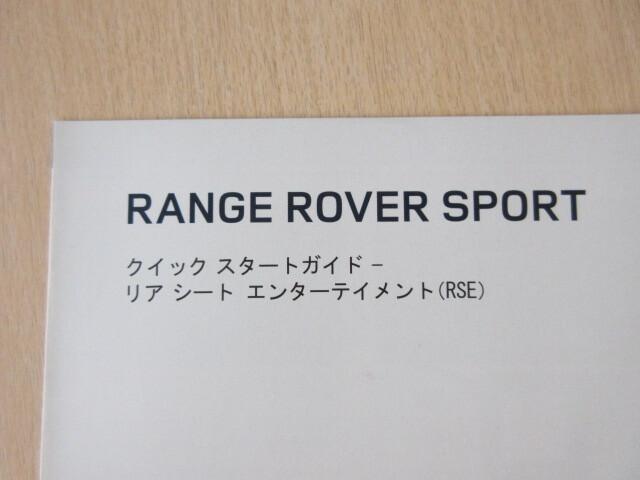 RANGE ROVER SPORT
クイック スタートガイド –
リア シート エンターテイメント(RSE)